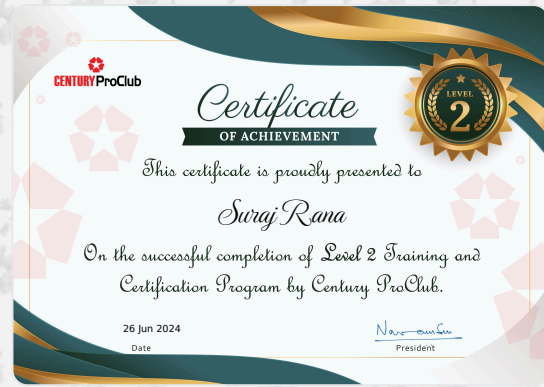 CENTURY ProClub
LEVEL
2
Certificate
OF ACHIEVEMENT
This certificate is proudly presented to
Suraj Rana
On the successful completion of Level 2 Training and
Certification Program by Century ProClub.
26 Jun 2024
Date
President